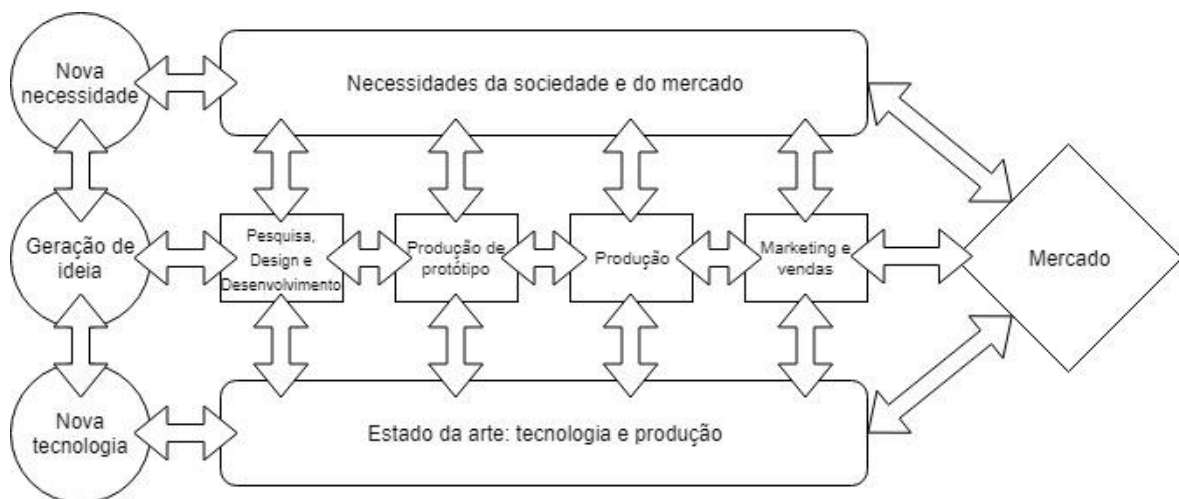 Nova
necessidade
Necessidades da sociedade e do mercado
Geração de
ideia
Pesquisa,
Design e
Desenvolvimento
Produção de
protótipo
Produção
Marketing e
vendas
Mercado
Nova
tecnologia
Estado da arte: tecnologia e produção